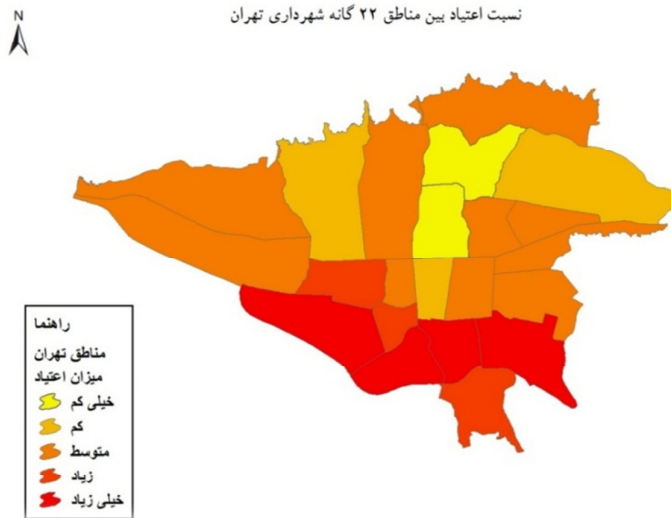 نسبت اعتیاد بین مناطق ۲۲ گانه شهرداری تهران
N
راهنما
مناطق تهران
میزان اعتیاد
خیلی کم
کم
متوسط
زیاد
خیلی زیاد